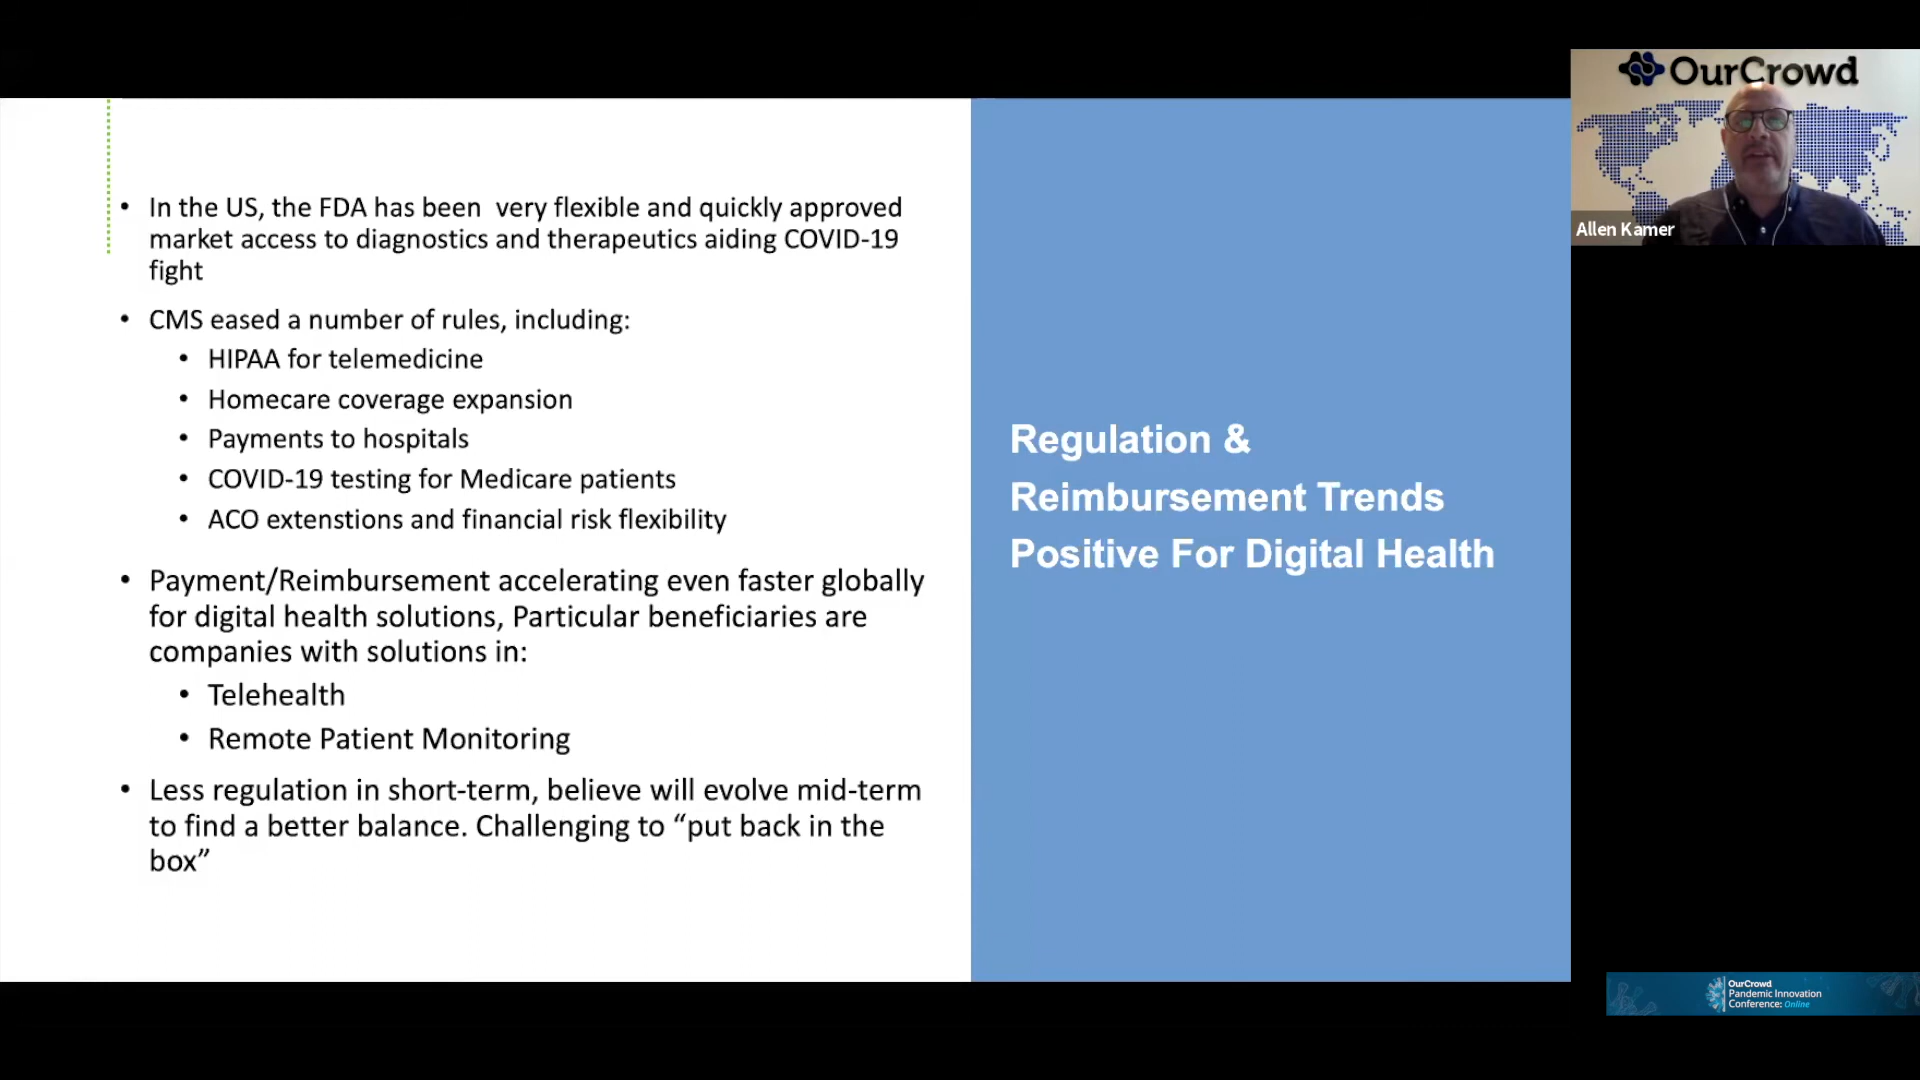 In the US, the FDA has been  very flexible and quickly approved
market access to diagnostics and therapeutics aiding COVID-19
fight
CMS eased a number of rules, including:
HIPAA for telemedicine
Homecare coverage expansion
Payments to hospitals
COVID-19 testing for Medicare patients
ACO extenstions and financial risk flexibility
Payment/Reimbursement accelerating even faster globally
for digital health solutions, Particular beneficiaries are
companies with solutions in:
Telehealth
Remote Patient Monitoring
Less regulation in short-term, believe will evolve mid-term
to find a better balance. Challenging to “put back in the
box”
Regulation &
Reimbursement Trends
Positive For Digital Health
OurCrowd
Allen Kamer
OurCrowd
Pandemic Innovation
Conference: Online